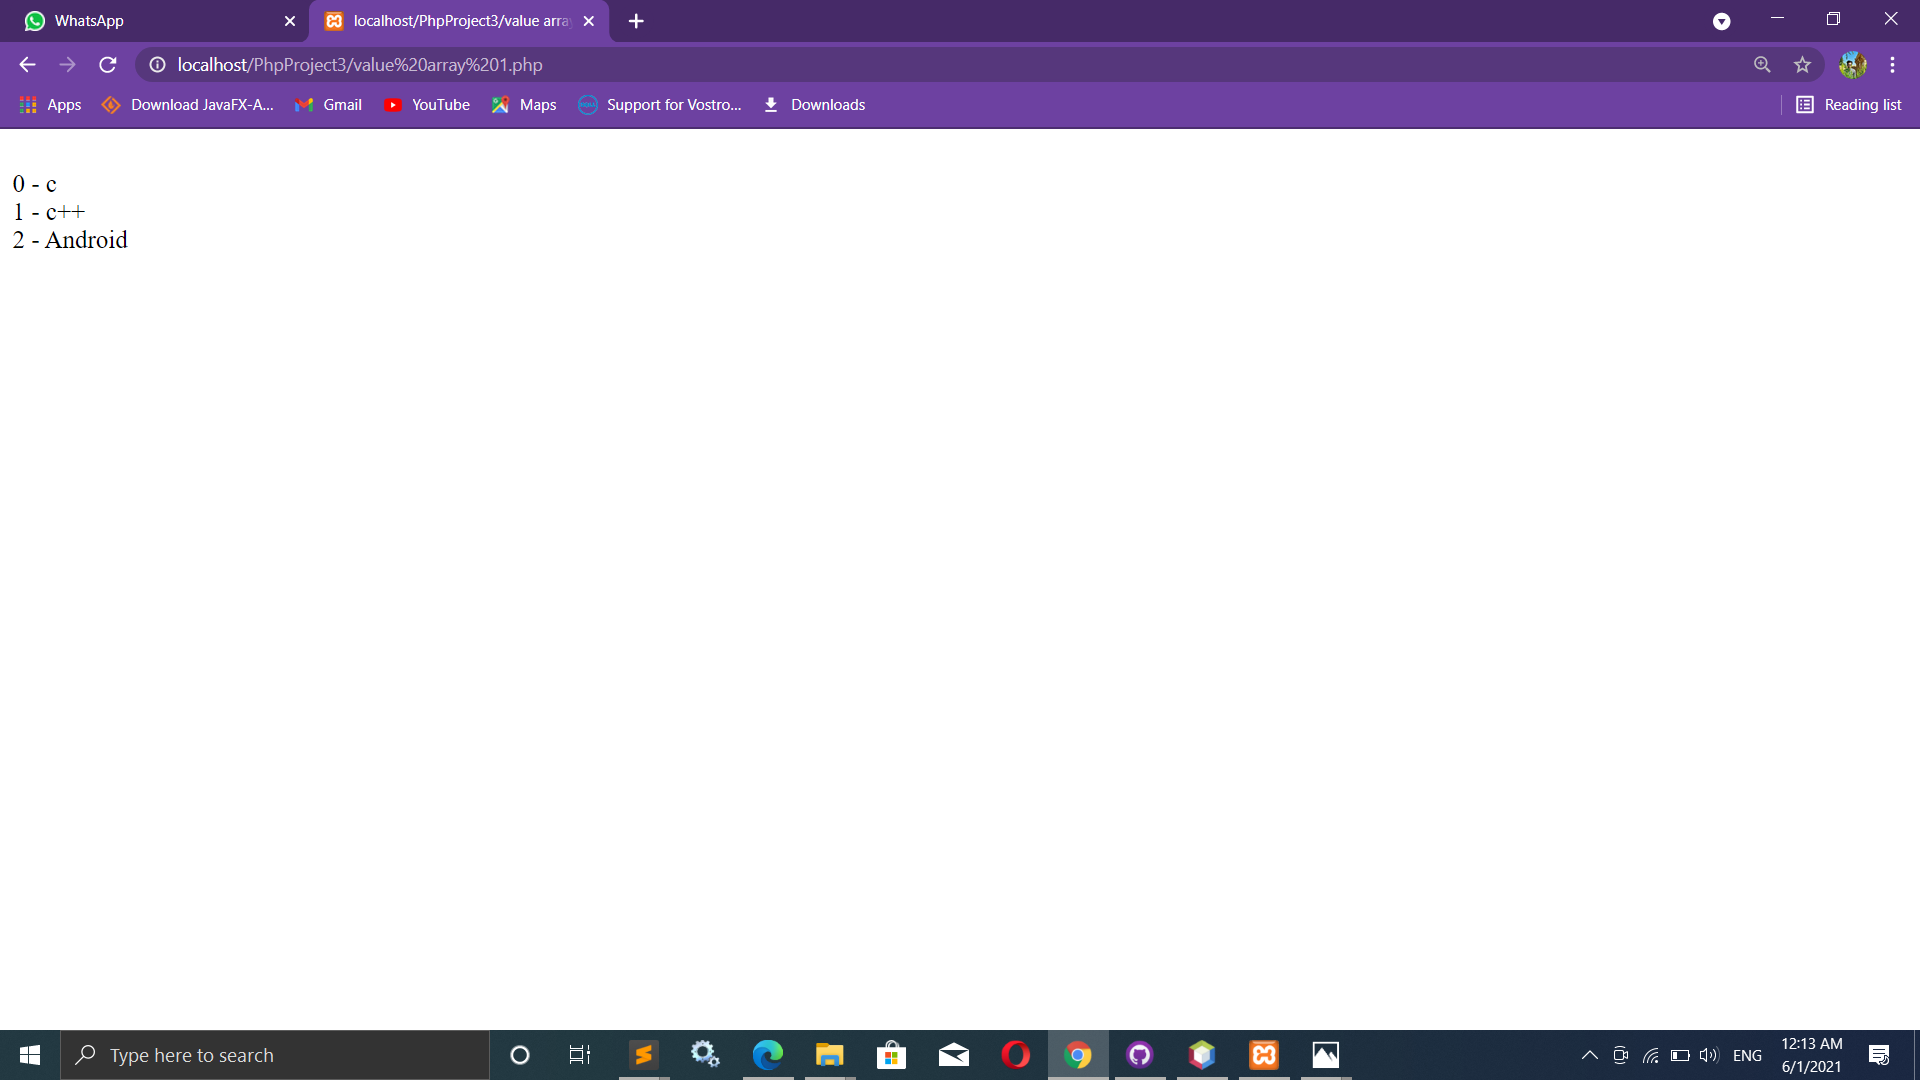 WhatsApp
localhost/PhpProject3/value arra
localhost/PhpProject3/value%20array%201.php
Apps
Download JavaFX-A...
Gmail
YouTube
Maps
Support for Vostro...
Downloads
Reading list
0 - c
1 - c++
2 - Android
Type here to search
ENG
12:13 AM
6/1/2021